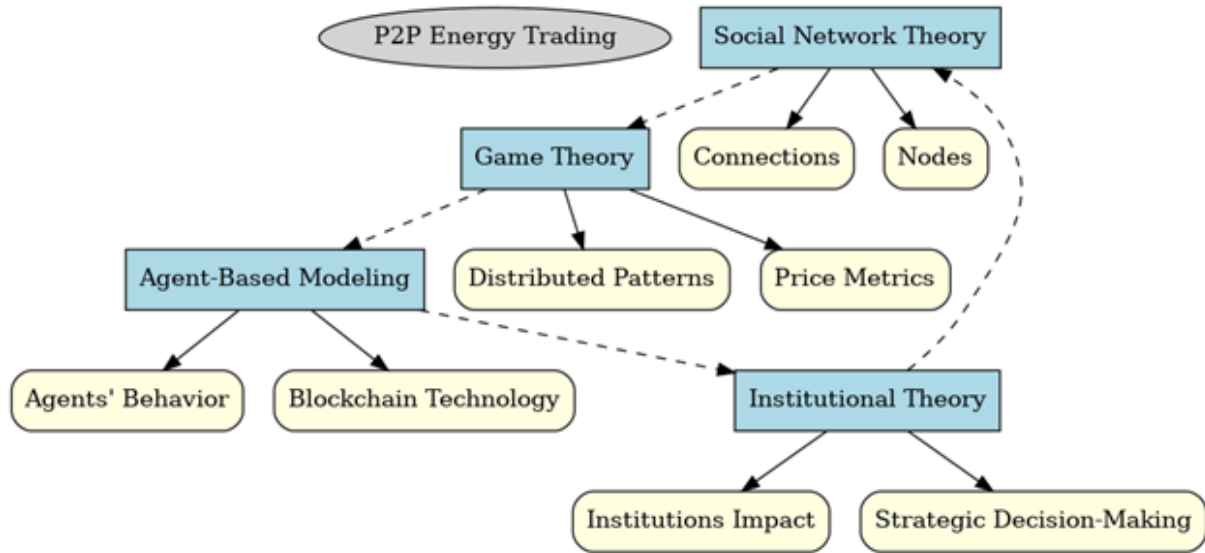 P2P Energy Trading
Social Network Theory
Game Theory
Connections
Nodes
Agent-Based Modeling
Distributed Patterns
Price Metrics
Agents' Behavior
Blockchain Technology
Institutional Theory
Institutions Impact
Strategic Decision-Making